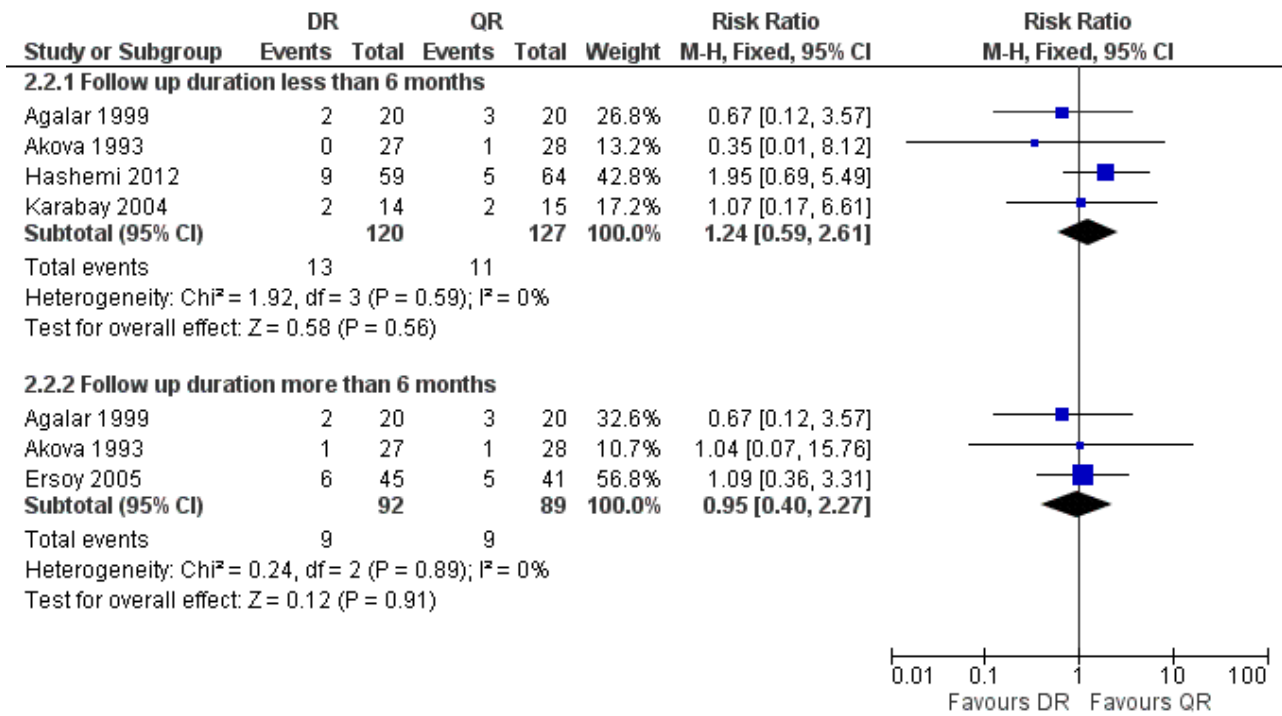 DR QR Risk Ratio Risk Ratio
Study or Subgroup Events Total Events Total Weight M-H, Fixed, 95% CI M-H, Fixed, 95% CI
2.2.1 Follow up duration less than 6 months
Agalar 1999 2 20 3 20 26.8% 0.67 [0.12, 3.57]
Akova 1993 0 27 1 28 13.2% 0.35 [0.01, 8.12]
Hashemi 2012 9 59 5 64 42.8% 1.95 [0.69, 5.49]
Karabay 2004 2 14 2 15 17.2% 1.07 [0.17, 6.61]
Subtotal (95% CI) 120 127 100.0% 1.24 [0.59, 2.61]
Total events 13 11
Heterogeneity: Chi² = 1.92, df = 3 (P = 0.59); I² = 0%
Test for overall effect: Z = 0.58 (P = 0.56)
2.2.2 Follow up duration more than 6 months
Agalar 1999 2 20 3 20 32.6% 0.67 [0.12, 3.57]
Akova 1993 1 27 1 28 10.7% 1.04 [0.07, 15.76]
Ersoy 2005 6 45 5 41 56.8% 1.09 [0.36, 3.31]
Subtotal (95% CI) 92 89 100.0% 0.95 [0.40, 2.27]
Total events 9 9
Heterogeneity: Chi² = 0.24, df = 2 (P = 0.89); I² = 0%
Test for overall effect: Z = 0.12 (P = 0.91)
0.01 0.1 1 10 100
Favours DR Favours QR